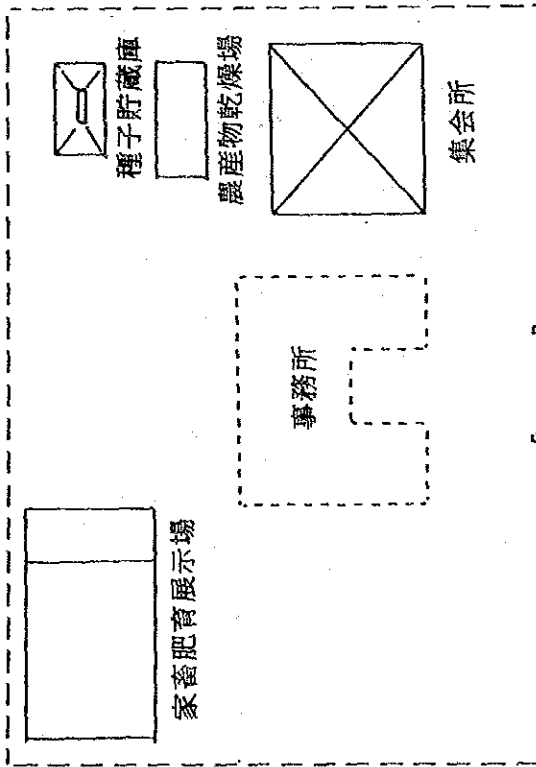 種子貯蔵庫
農産物乾燥場
集会所
事務所
家畜肥育展示場